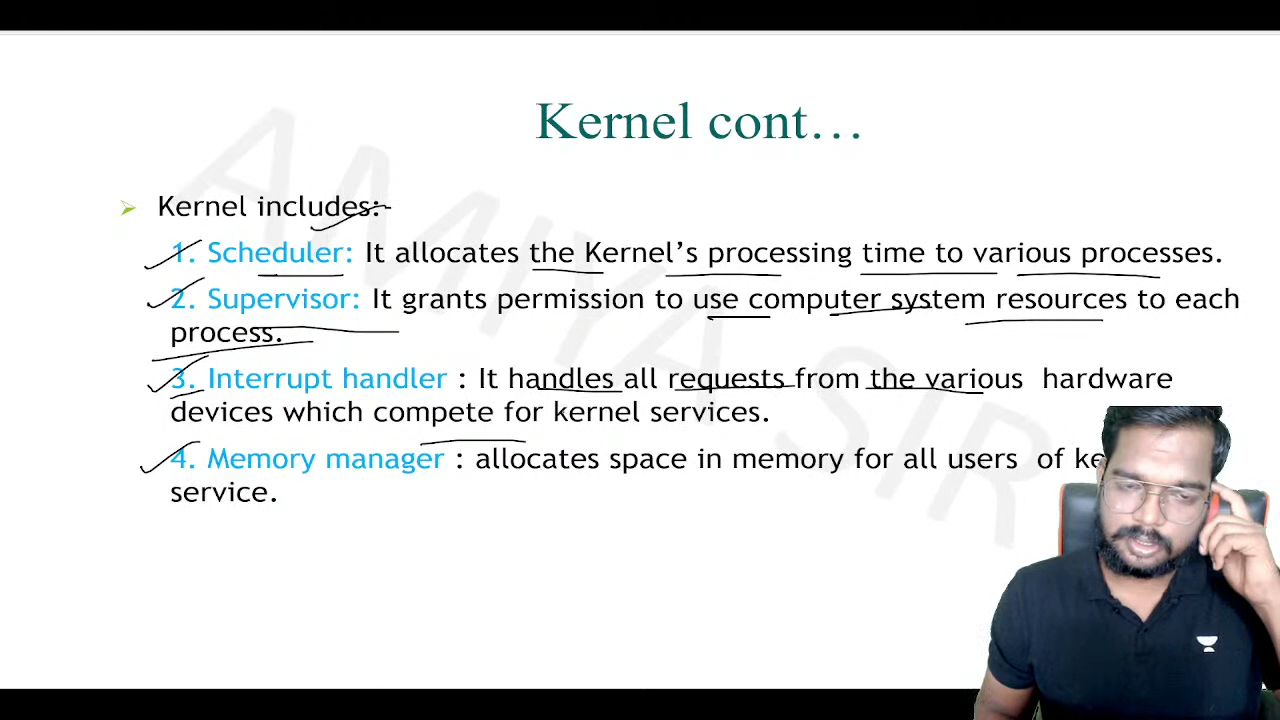 Kernel cont…
Kernel includes:-
1. Scheduler: It allocates the Kernel’s processing time to various processes.
2. Supervisor: It grants permission to use computer system resources to each
process.
3. Interrupt handler : It handles all requests from the various hardware
devices which compete for kernel services.
4. Memory manager : allocates space in memory for all users of ke
service.
AMIYA SIR